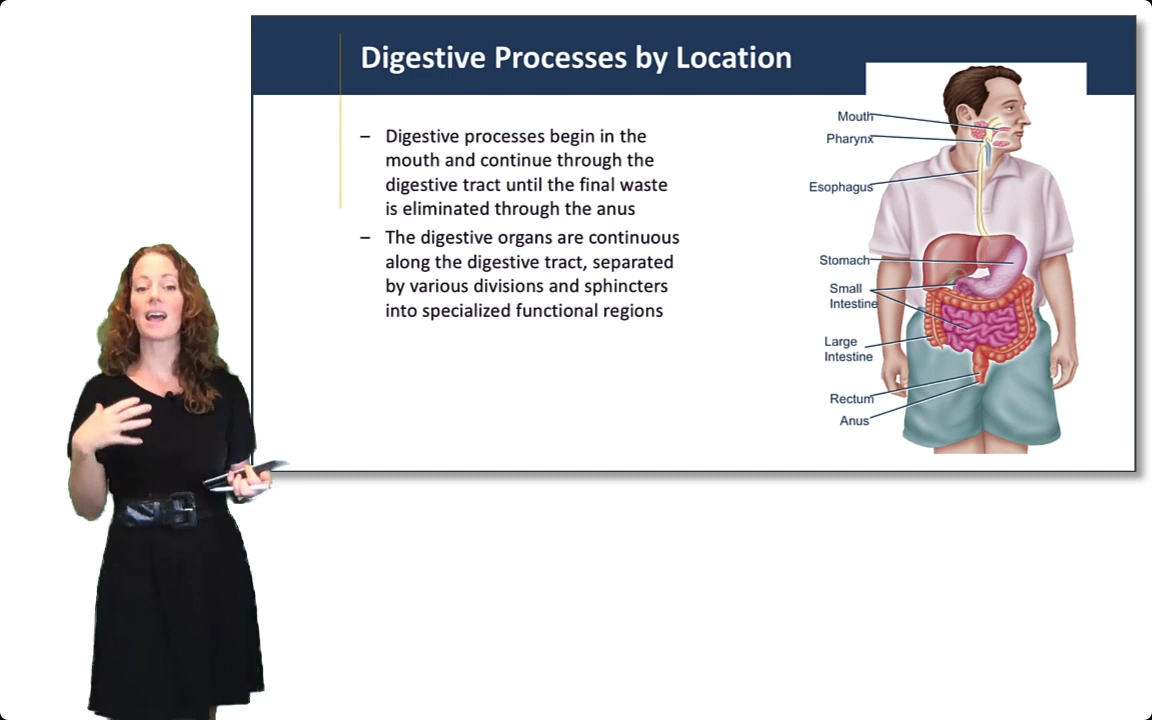 Digestive Processes by Location
– Digestive processes begin in the
mouth and continue through the
digestive tract until the final waste
is eliminated through the anus
– The digestive organs are continuous
along the digestive tract, separated
by various divisions and sphincters
into specialized functional regions
Mouth
Pharynx
Esophagus
Stomach
Small
Intestine
Large
Intestine
Rectum
Anus